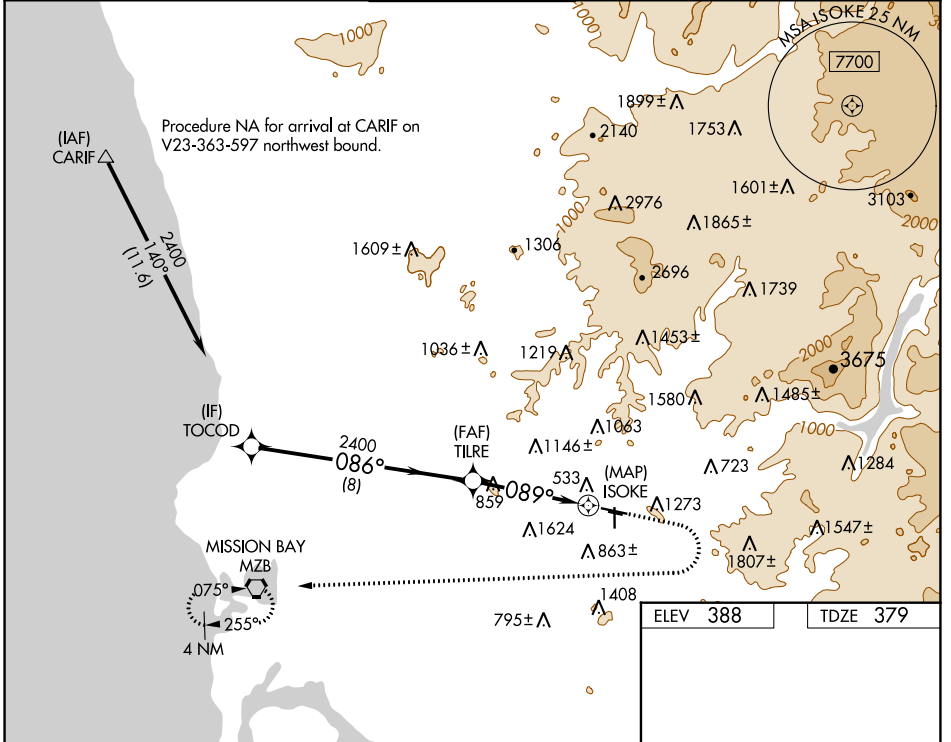 1000
MSA ISOKE 25 NM
7700
(IAF)
CARIF
Procedure NA for arrival at CARIF on
V23-363-597 northwest bound.
1899±
2140
1753
1601±
3103
2000
2976
1000
1865±
2400
140°
(11.6)
1609±
1306
2696
1739
1036±
1219
1453±
2000
3675
1580
1485±
(IF)
TOCOD
2400
086°
(8)
(FAF)
TILRE
1146±
1063
1000
859
089°
533
(MAP)
ISOKE
723
1284
1273
1624
863±
1547±
1807±
MISSION BAY
MZB
075°
255°
4 NM
795±
1408
ELEV 388
TDZE 379